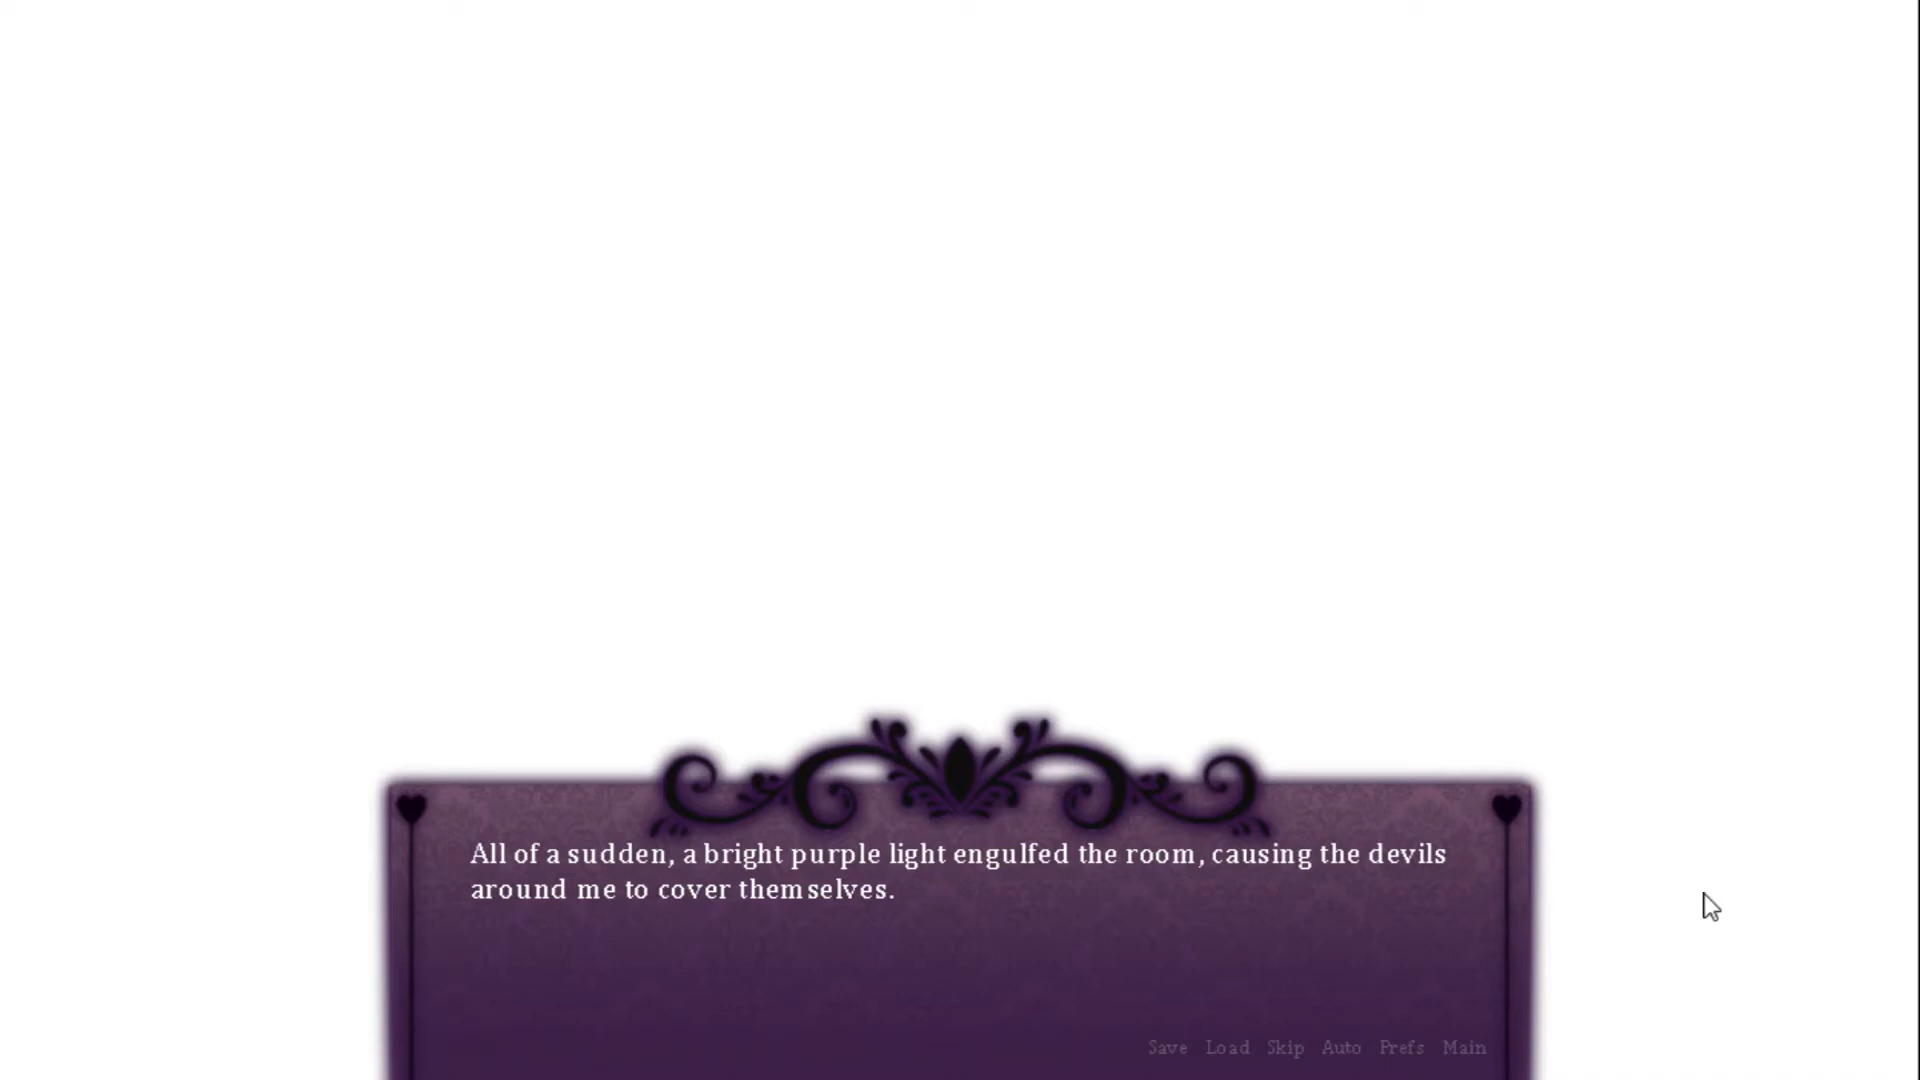 All of a sudden, a bright purple light engulfed the room, causing the devils
around me to cover themselves.
Save Load Skip Auto Prefs Main